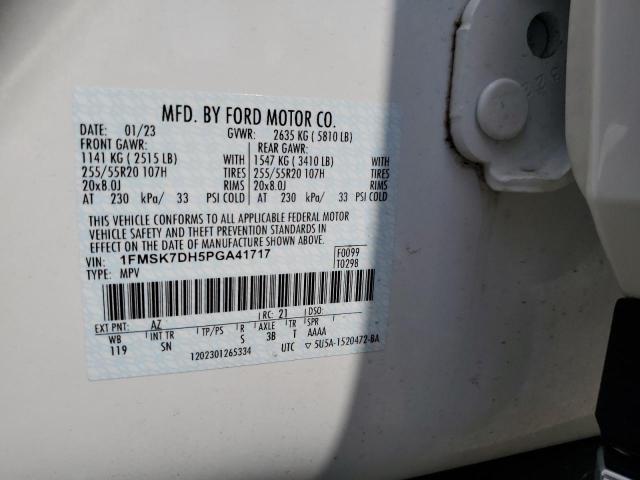 MFD. BY FORD MOTOR CO.
DATE: 01/23 GVWR: 2635 KG ( 5810 LB)
FRONT GAWR: REAR GAWR:
1141 KG ( 2515 LB) WITH 1547 KG ( 3410 LB) WITH
255/55R20 107H TIRES 255/55R20 107H TIRES
20x8.0J RIMS 20x8.0J RIMS
AT 230 kPa/ 33 PSI COLD AT 230 kPa/ 33 PSI COLD
THIS VEHICLE CONFORMS TO ALL APPLICABLE FEDERAL MOTOR
VEHICLE SAFETY AND THEFT PREVENTION STANDARDS IN
EFFECT ON THE DATE OF MANUFACTURE SHOWN ABOVE.
VIN: 1FMSK7DH5PGA41717 F0099
TYPE: MPV T0298
EXT PNT: AZ RC: 21
WB INT TR TP/PS R AXLE TR SPR
119 SN S 3B T AAAA
1202301265334 UTC ▽ 5U5A-1520472-BA